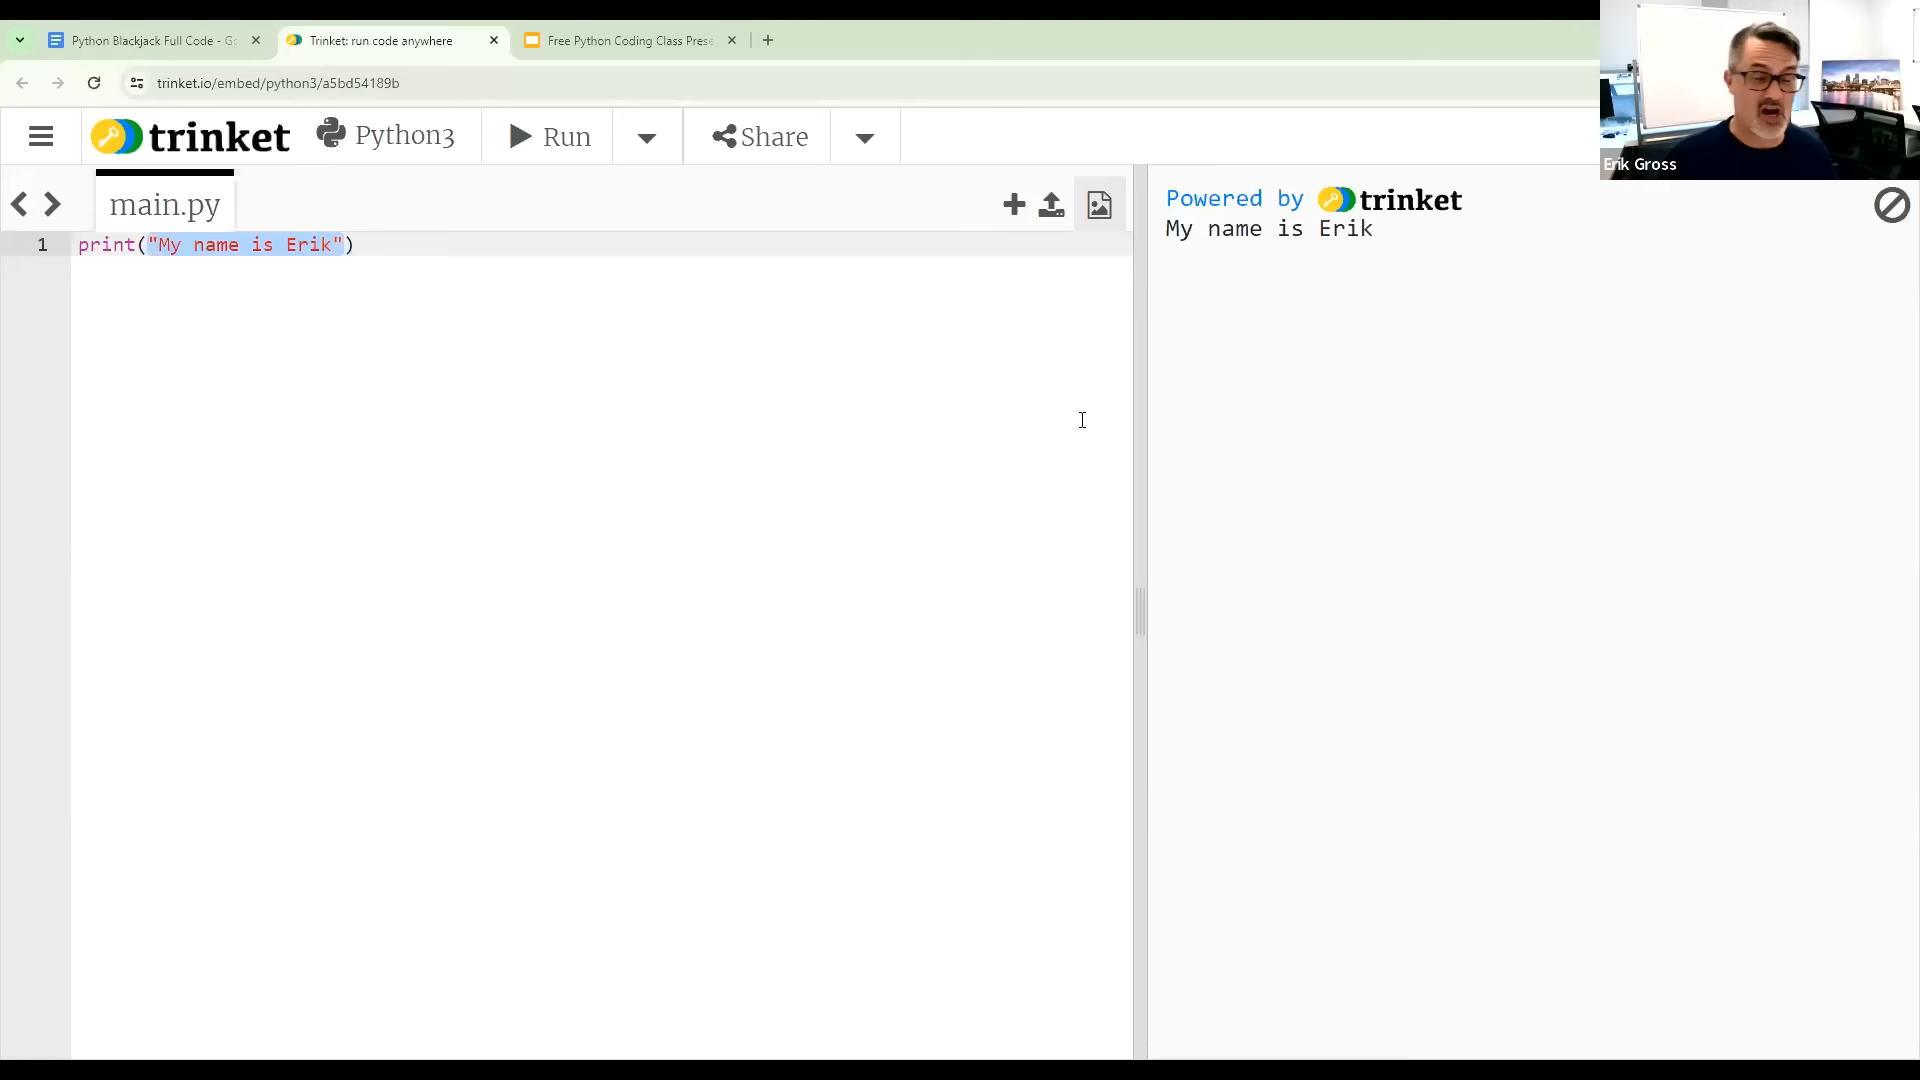 Python Blackjack Full Code - Go
Trinket: run code anywhere
Free Python Coding Class Prese
trinket.io/embed/python3/a5bd54189b
trinket
Python3
Run
Share
Erik Gross
main.py
1
print("My name is Erik")
Powered by trinket
My name is Erik